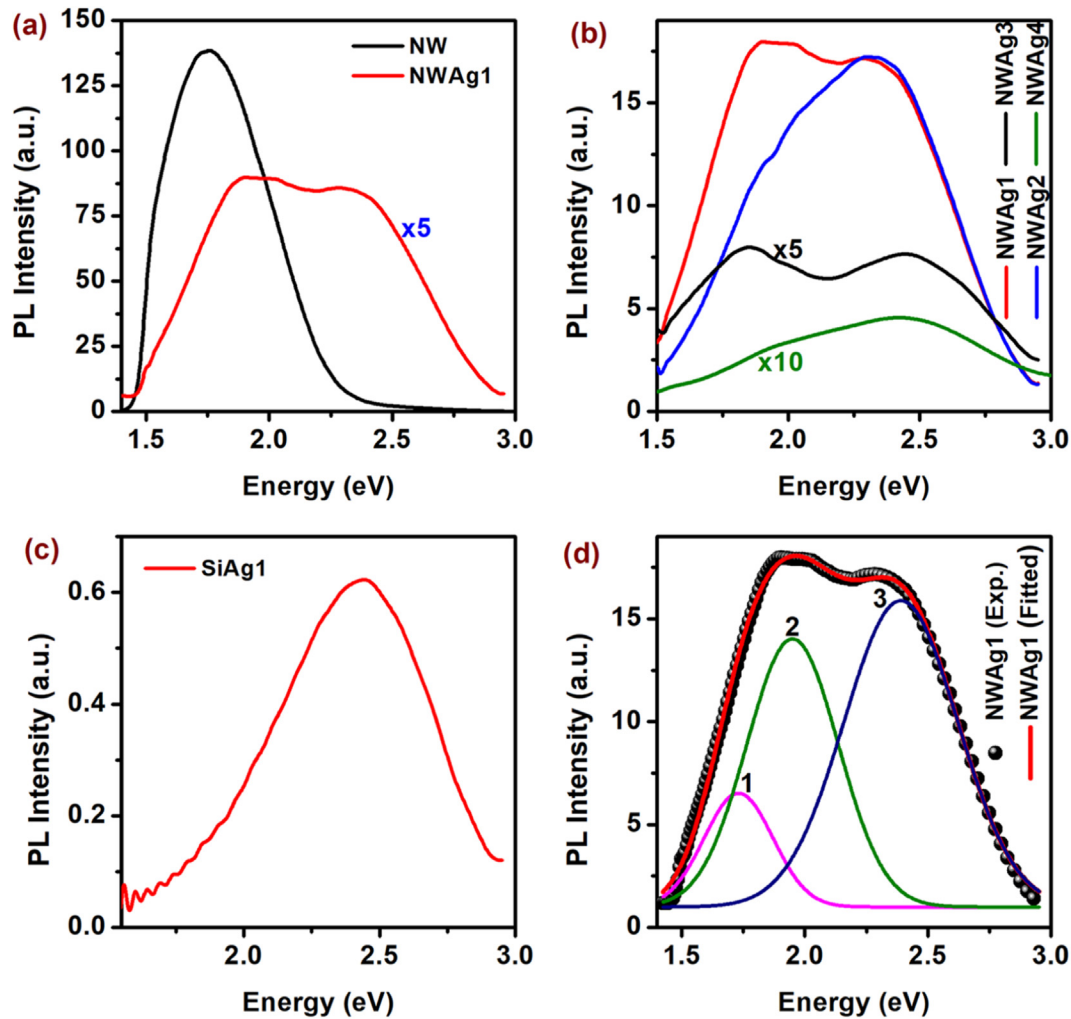 (a)
NW
NWAg1
x5
PL Intensity (a.u.)
150
125
100
75
50
25
0
1.5
2.0
2.5
3.0
Energy (eV)
(b)
NWAg1
NWAg3
NWAg2
NWAg4
x5
x10
PL Intensity (a.u.)
15
10
5
0
1.5
2.0
2.5
3.0
Energy (eV)
(c)
SiAg1
PL Intensity (a.u.)
0.6
0.4
0.2
0.0
2.0
2.5
3.0
Energy (eV)
(d)
1
2
3
NWAg1 (Exp.)
NWAg1 (Fitted)
PL Intensity (a.u.)
15
10
5
0
1.5
2.0
2.5
3.0
Energy (eV)